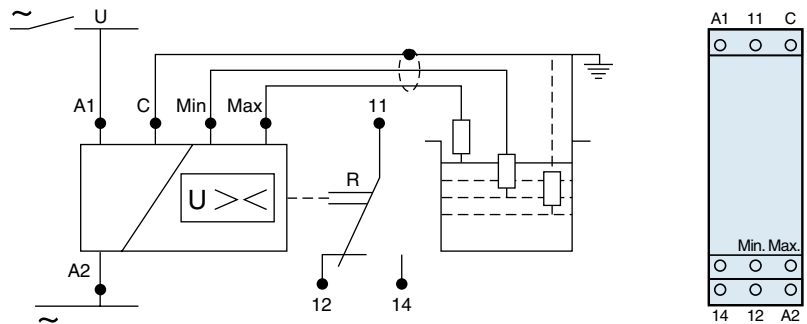 ~ U
A1 C Min Max 11
R
U ><
A2
12 14
~
A1 11 C
Min. Max.
14 12 A2